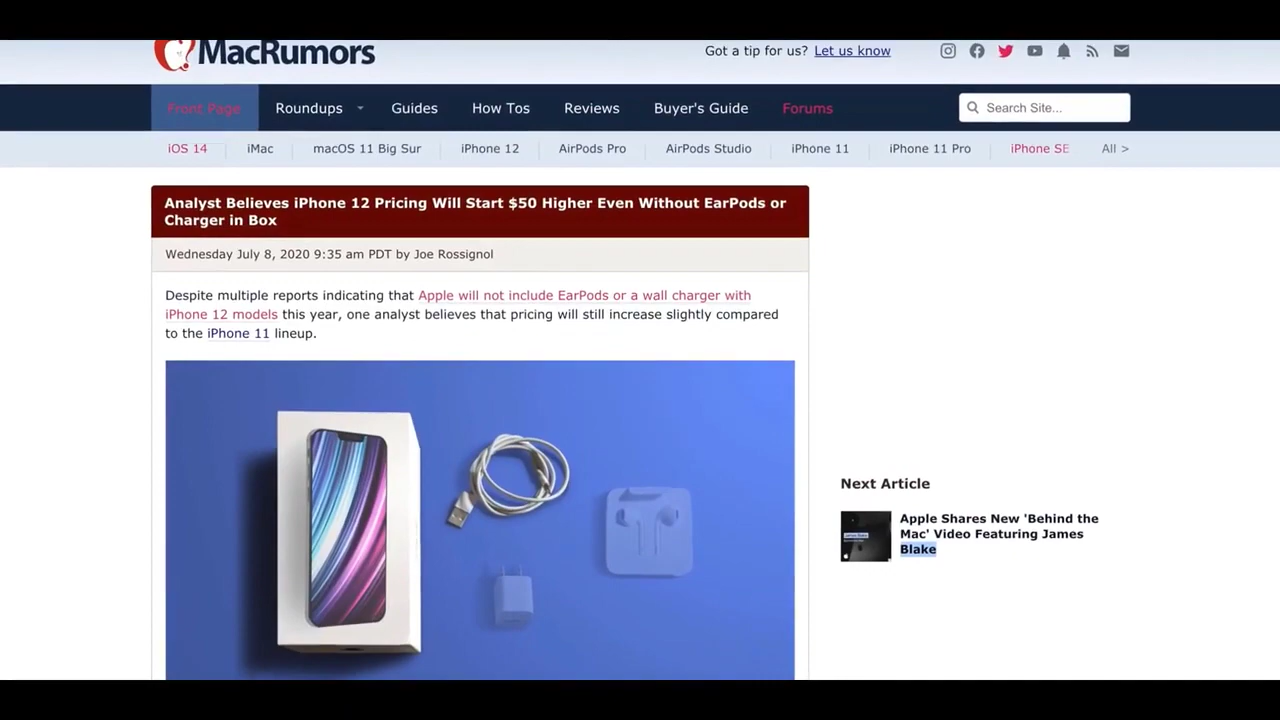 MacRumors
Got a tip for us? Let us know
Front Page Roundups Guides How Tos Reviews Buyer's Guide Forums Search Site...
iOS 14 iMac macOS 11 Big Sur iPhone 12 AirPods Pro AirPods Studio iPhone 11 iPhone 11 Pro iPhone SE All >
Analyst Believes iPhone 12 Pricing Will Start $50 Higher Even Without EarPods or
Charger in Box
Wednesday July 8, 2020 9:35 am PDT by Joe Rossignol
Despite multiple reports indicating that Apple will not include EarPods or a wall charger with
iPhone 12 models this year, one analyst believes that pricing will still increase slightly compared
to the iPhone 11 lineup.
Next Article
Apple Shares New 'Behind the
Mac' Video Featuring James
Blake